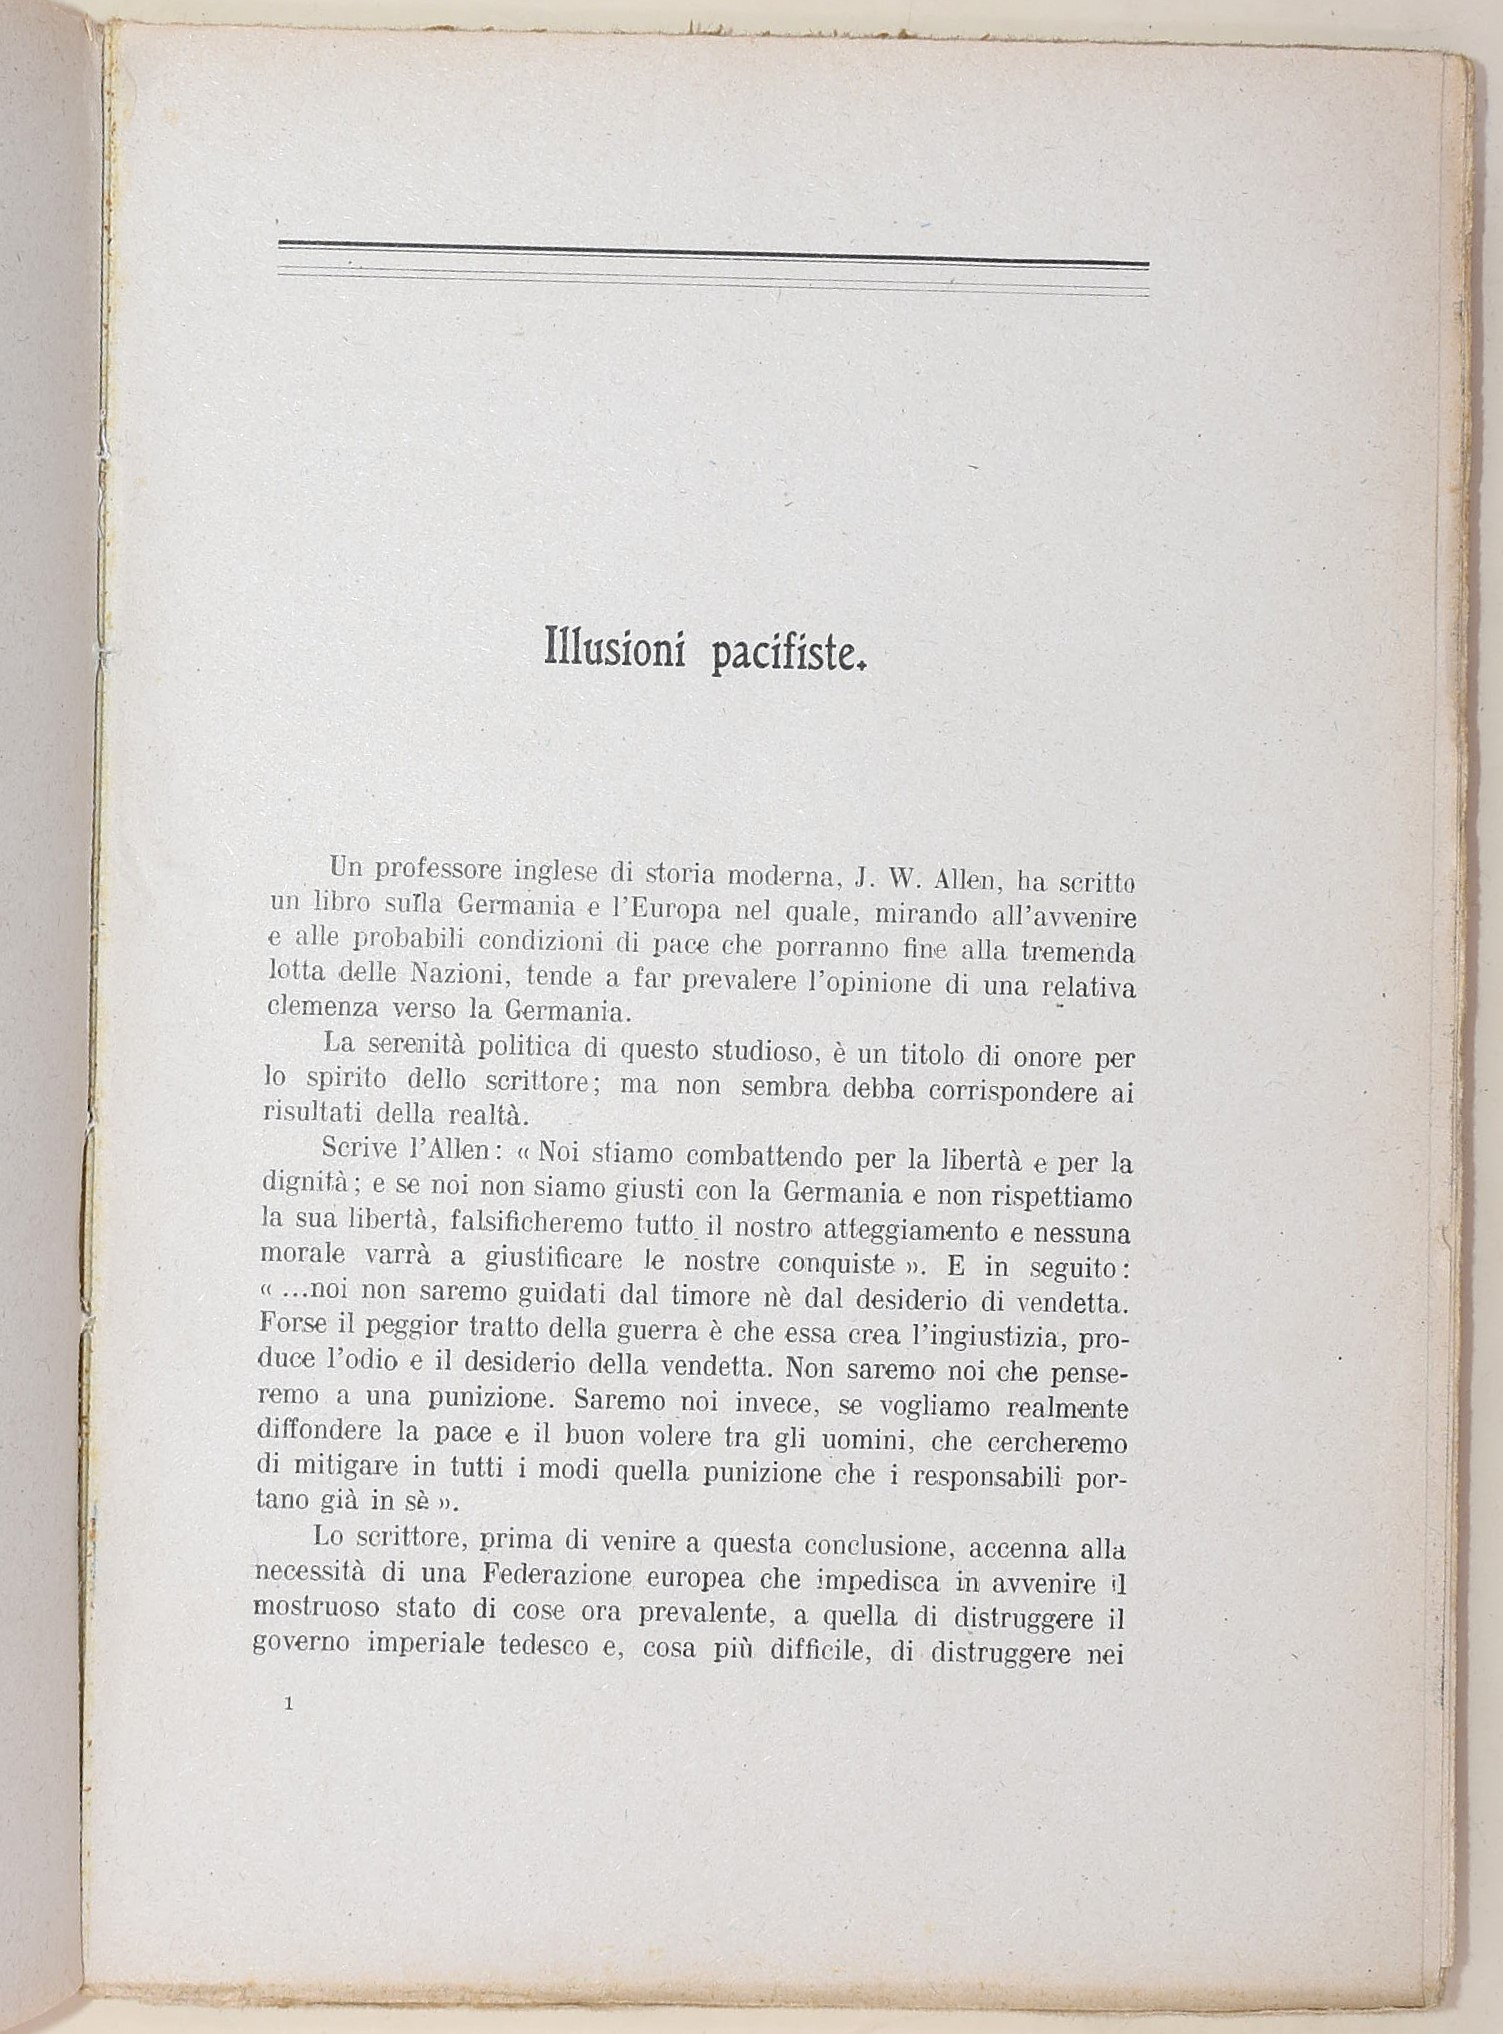 Illusioni pacifiste.
Un professore inglese di storia moderna, J. W. Allen, ha scritto
un libro sulla Germania e l'Europa nel quale, mirando all'avvenire
e alle probabili condizioni di pace che porranno fine alla tremenda
lotta delle Nazioni, tende a far prevalere l'opinione di una relativa
clemenza verso la Germania.
La serenità politica di questo studioso, è un titolo di onore per
lo spirito dello scrittore; ma non sembra debba corrispondere ai
risultati della realtà.
Scrive l'Allen: « Noi stiamo combattendo per la libertà e per la
dignità; e se noi non siamo giusti con la Germania e non rispettiamo
la sua libertà, falsificheremo tutto il nostro atteggiamento e nessuna
morale varrà a giustificare le nostre conquiste ». E in seguito:
« ...noi non saremo guidati dal timore nè dal desiderio di vendetta.
Forse il peggior tratto della guerra è che essa crea l'ingiustizia, pro-
duce l'odio e il desiderio della vendetta. Non saremo noi che pense-
remo a una punizione. Saremo noi invece, se vogliamo realmente
diffondere la pace e il buon volere tra gli uomini, che cercheremo
di mitigare in tutti i modi quella punizione che i responsabili por-
tano già in sè ».
Lo scrittore, prima di venire a questa conclusione, accenna alla
necessità di una Federazione europea che impedisca in avvenire il
mostruoso stato di cose ora prevalente, a quella di distruggere il
governo imperiale tedesco e, cosa più difficile, di distruggere nei
1